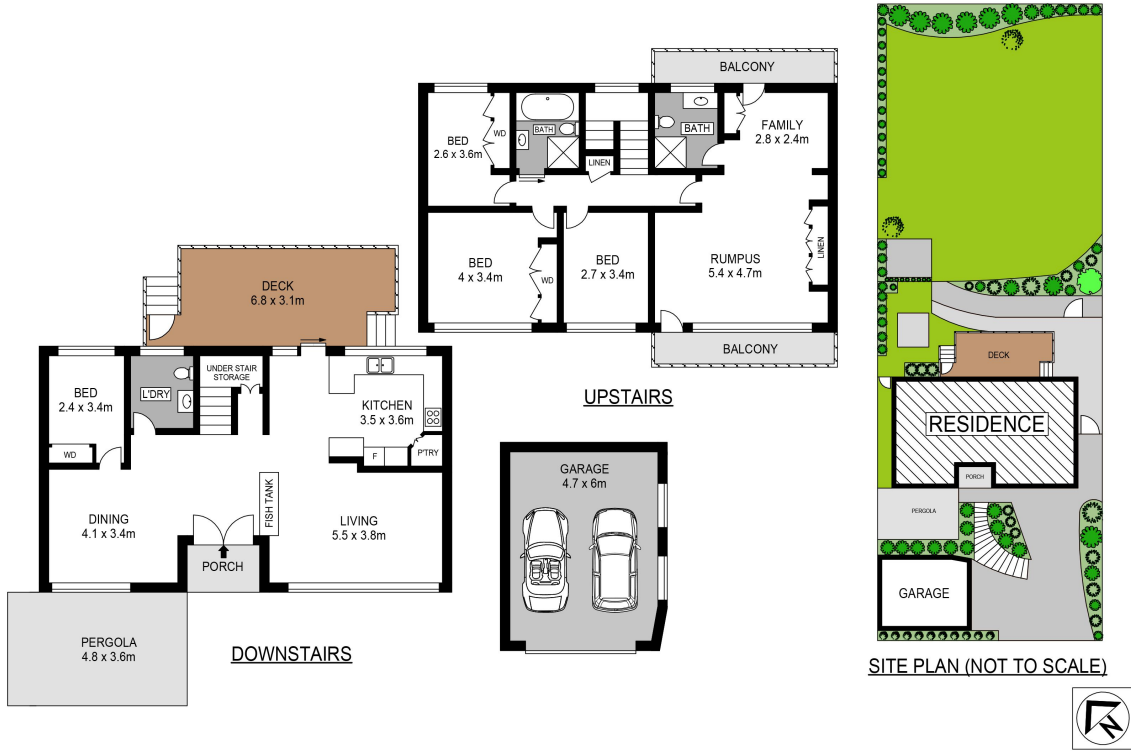 BALCONY
BED
2.6 x 3.6m
WD
BATH
LINEN
BATH
FAMILY
2.8 x 2.4m
BED
4 x 3.4m
WD
BED
2.7 x 3.4m
RUMPUS
5.4 x 4.7m
LINEN
BALCONY
UPSTAIRS
DECK
6.8 x 3.1m
BED
2.4 x 3.4m
WD
L'DRY
UNDER STAIR
STORAGE
KITCHEN
3.5 x 3.6m
F
P'TRY
DINING
4.1 x 3.4m
FISH TANK
LIVING
5.5 x 3.8m
PORCH
PERGOLA
4.8 x 3.6m
DOWNSTAIRS
GARAGE
4.7 x 6m
DECK
RESIDENCE
PORCH
PERGOLA
GARAGE
SITE PLAN (NOT TO SCALE)
N